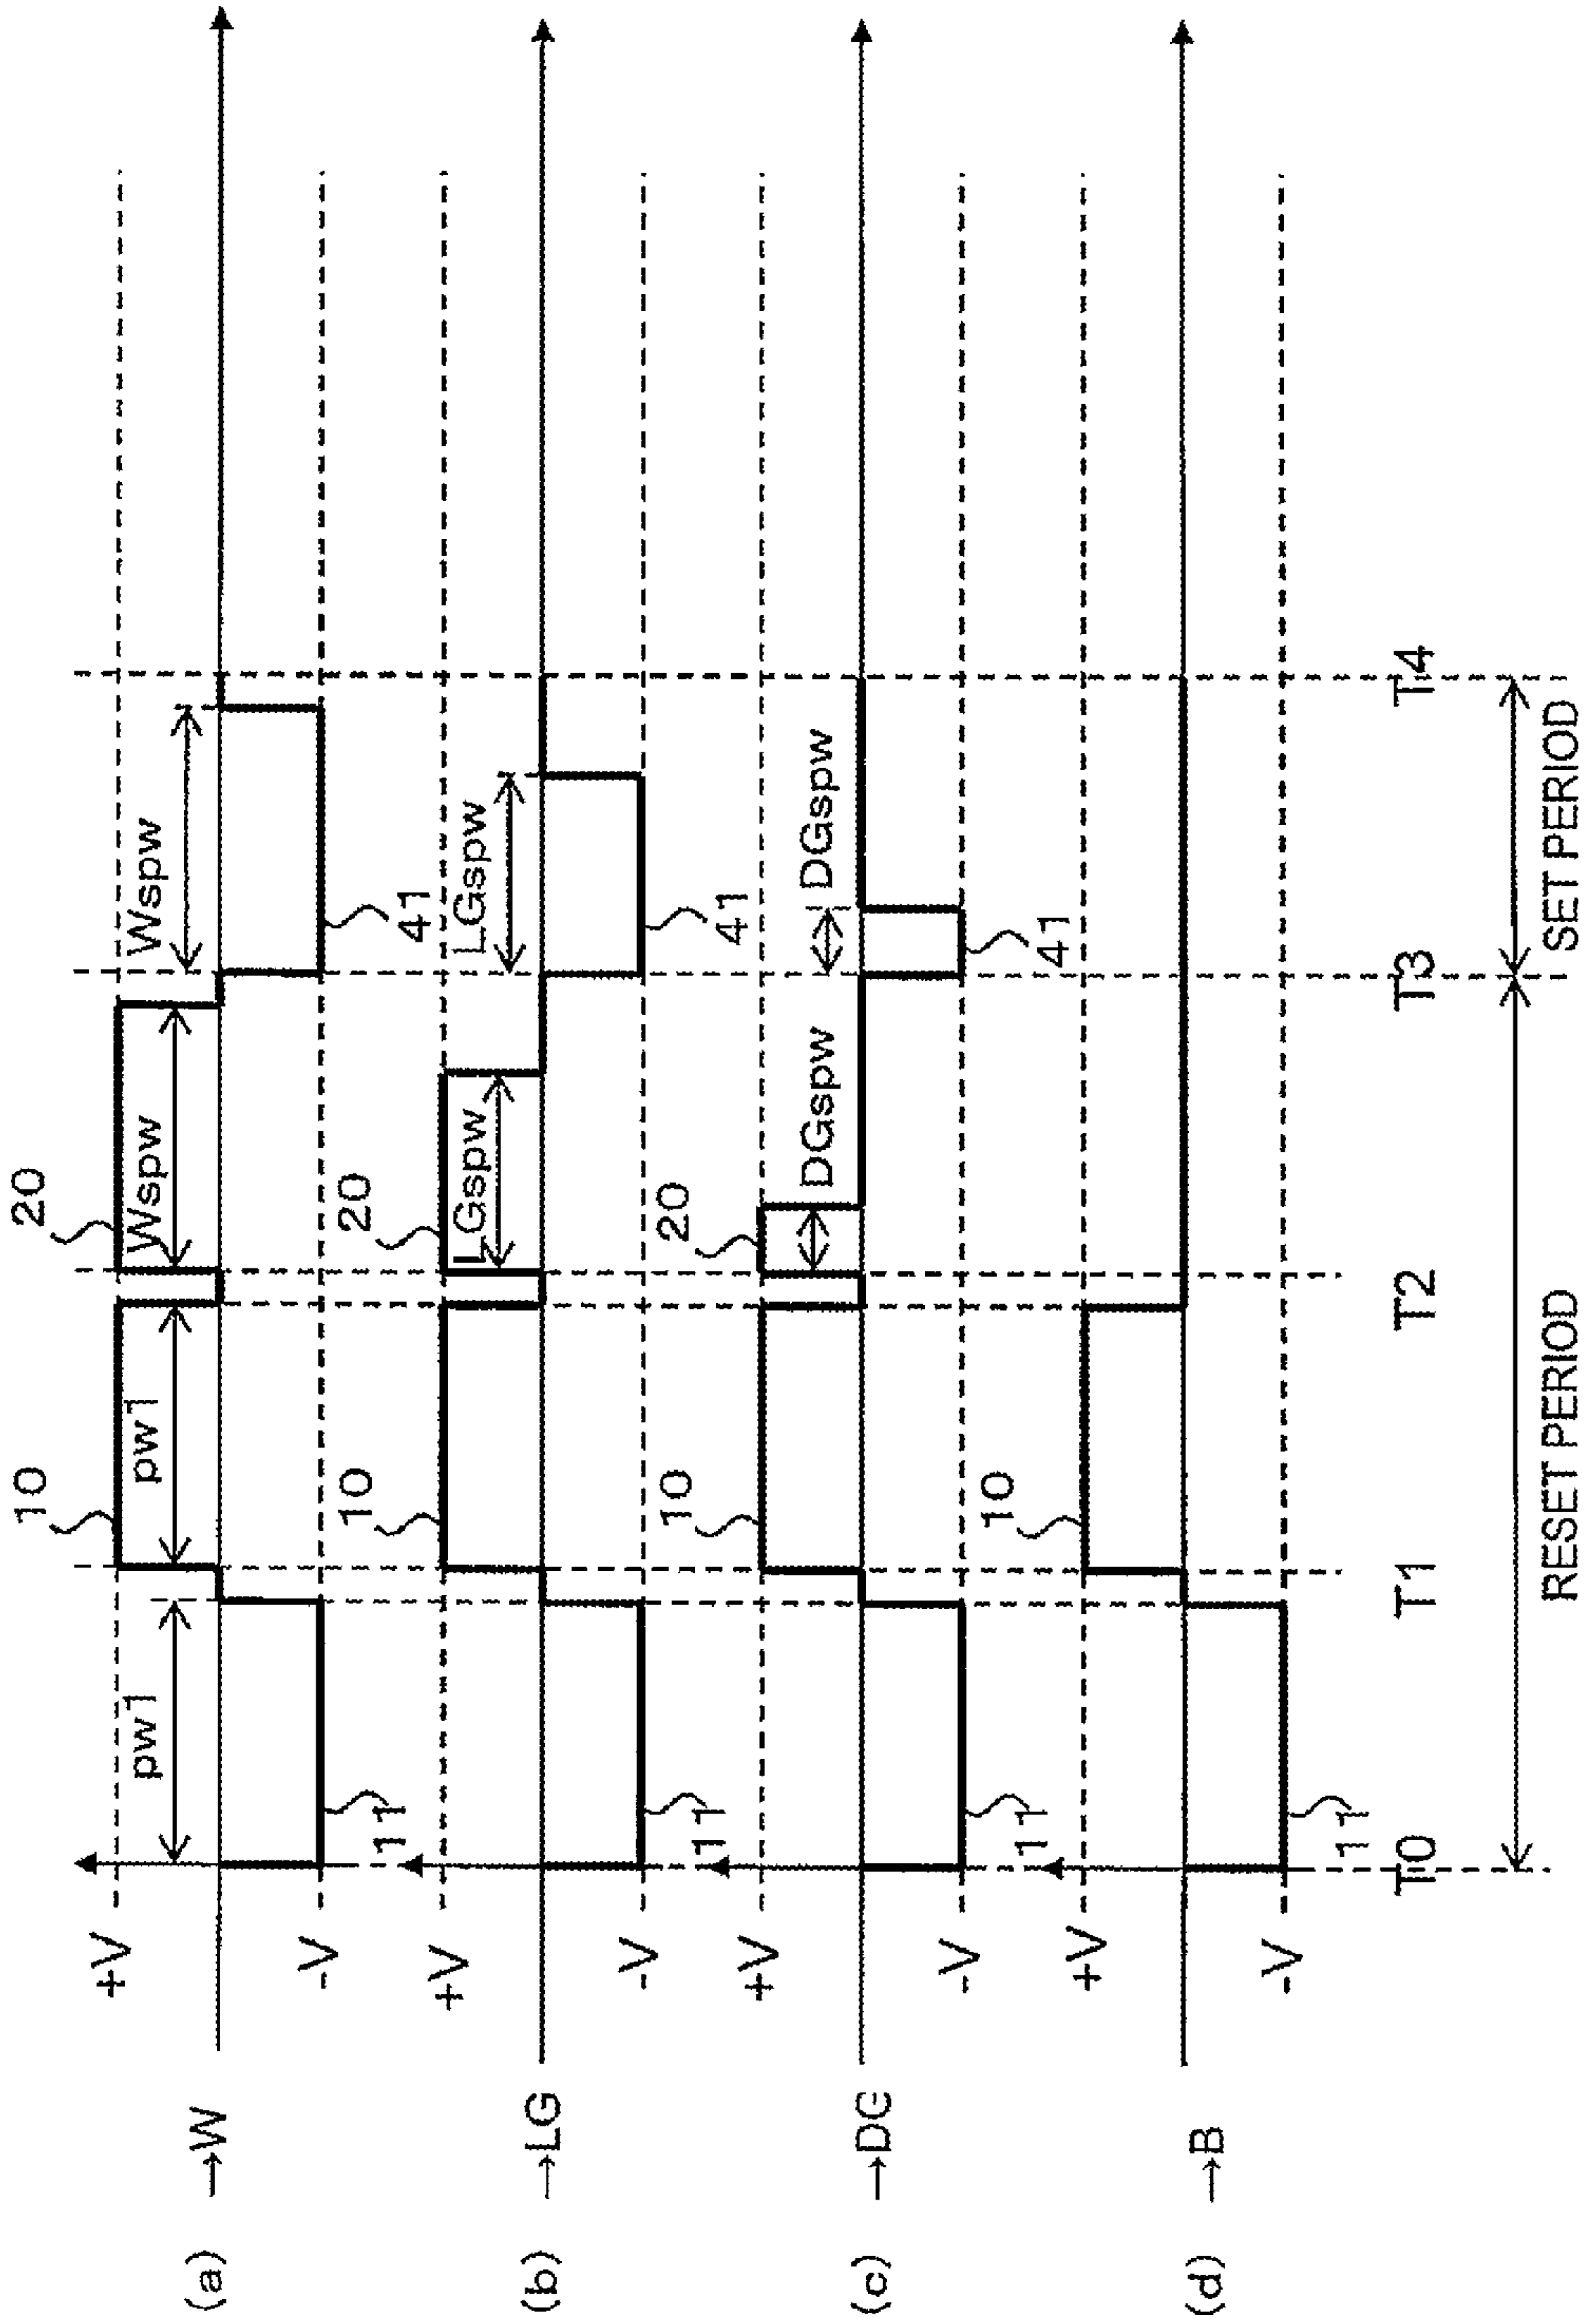 (a) →W
+V
-V
pw1
pw1
Wspw
Wspw
11
10
20
41
(b) →LG
+V
-V
LGspw
LGspw
11
10
20
41
(c) →DG
+V
-V
DGspw
DGspw
11
10
20
41
(d) →B
+V
-V
11
10
T0
T1
T2
T3
T4
RESET PERIOD
SET PERIOD